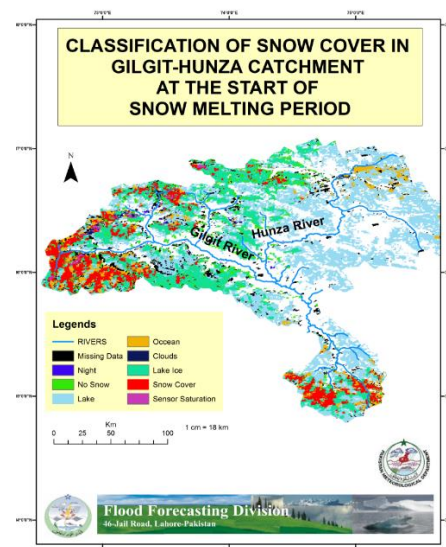 CLASSIFICATION OF SNOW COVER IN
GILGIT-HUNZA CATCHMENT
AT THE START OF
SNOW MELTING PERIOD
N
Hunza River
Gilgit River
Legends
RIVERS
Missing Data
Night
No Snow
Lake
Occean
Clouds
Lake Ice
Snow Cover
Sensor Saturation
Km
0 25 50 100
1 cm = 18 km
Flood Forecasting Division
46-Jail Road, Lahore-Pakistan